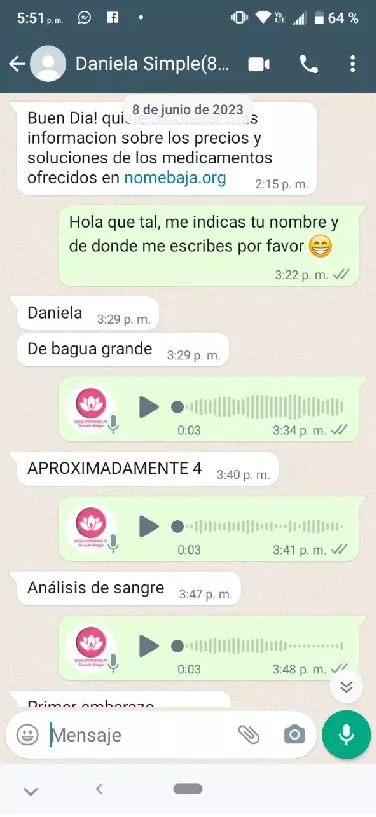 5:51 p. m.
64 %
Daniela Simple(8...
8 de junio de 2023
Buen Dia!
informacion sobre los precios y
soluciones de los medicamentos
ofrecidos en nomebaja.org
2:15 p. m.
Hola que tal, me indicas tu nombre y
de donde me escribes por favor 😁
3:22 p. m.
Daniela 3:29 p. m.
De bagua grande 3:29 p. m.
0:03 3:34 p. m.
APROXIMADAMENTE 4 3:40 p. m.
0:03 3:41 p. m.
Análisis de sangre 3:47 p. m.
0:03 3:48 p. m.
Primer embarazo
Mensaje